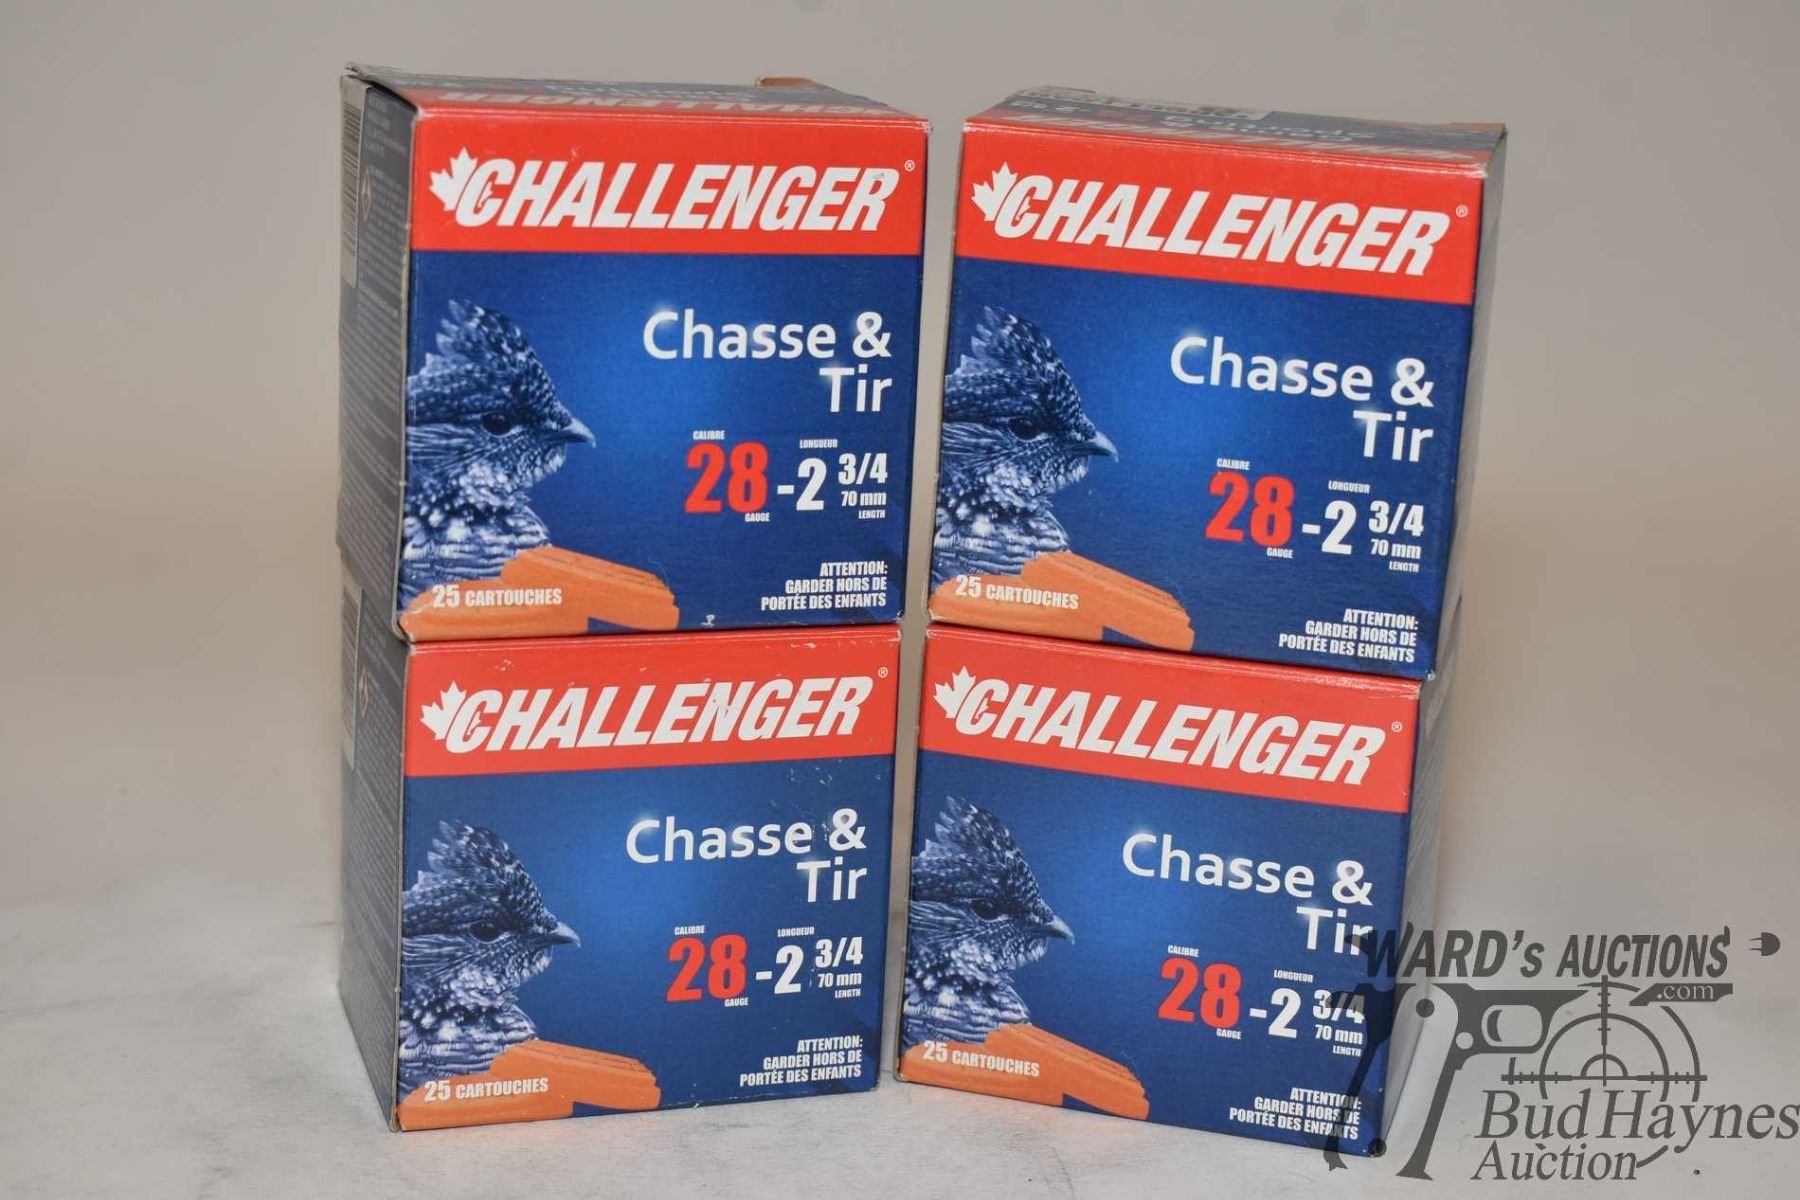 CHALLENGER®
Chasse &
Tir
CALIBRE
LONGUEUR
28 - 2 3/4
70 mm
GAUGE
LENGTH
ATTENTION:
GARDER HORS DE
PORTÉE DES ENFANTS
25 CARTOUCHES
CHALLENGER®
Chasse &
Tir
CALIBRE
LONGUEUR
28 - 2 3/4
70 mm
GAUGE
LENGTH
ATTENTION:
GARDER HORS DE
PORTÉE DES ENFANTS
25 CARTOUCHES
CHALLENGER®
Chasse &
Tir
CALIBRE
LONGUEUR
28 - 2 3/4
70 mm
GAUGE
LENGTH
ATTENTION:
GARDER HORS DE
PORTÉE DES ENFANTS
25 CARTOUCHES
CHALLENGER®
Chasse &
Tir
CALIBRE
LONGUEUR
28 - 2 3/4
70 mm
GAUGE
LENGTH
ATTENTION:
GARDER HORS DE
PORTÉE DES ENFANTS
25 CARTOUCHES
WARD's AUCTIONS
.com
Bud Haynes
Auction